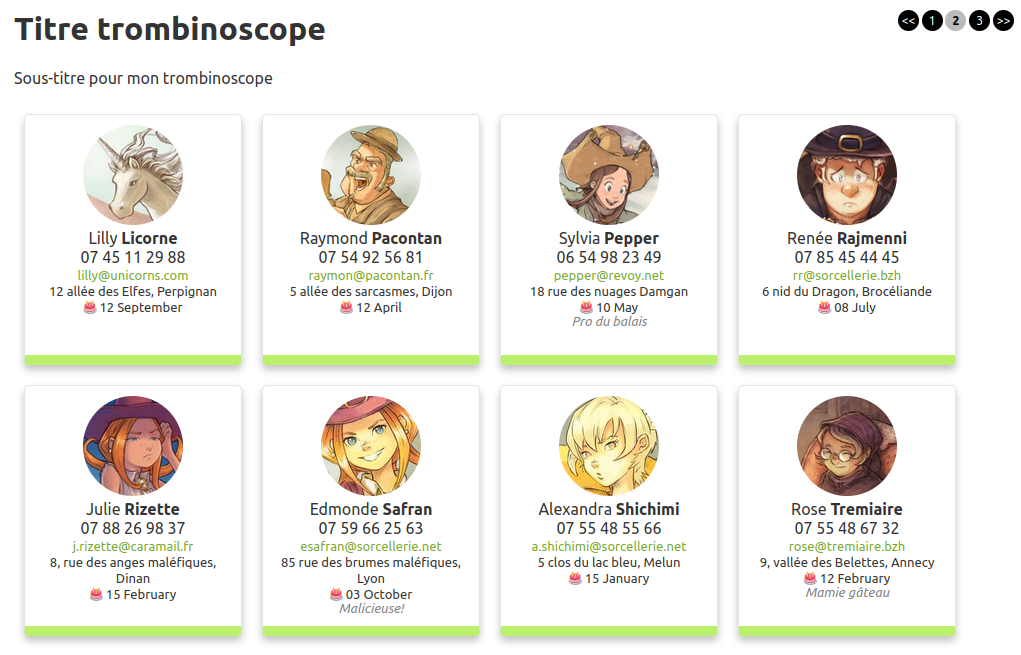 Titre trombinoscope
<< 1 2 3 >>
Sous-titre pour mon trombinoscope
Lilly Licorne
07 45 11 29 88
lilly@unicorns.com
12 allée des Elfes, Perpignan
🎂 12 September
Raymond Pacontan
07 54 92 56 81
raymon@pacontan.fr
5 allée des sarcasmes, Dijon
🎂 12 April
Sylvia Pepper
06 54 98 23 49
pepper@revoy.net
18 rue des nuages Damgan
🎂 10 May
Pro du balais
Renée Rajmenni
07 85 45 44 45
rr@sorcellerie.bzh
6 nid du Dragon, Brocéliande
🎂 08 July
Julie Rizette
07 88 26 98 37
j.rizette@caramail.fr
8, rue des anges maléfiques,
Dinan
🎂 15 February
Edmonde Safran
07 59 66 25 63
esafran@sorcellerie.net
85 rue des brumes maléfiques,
Lyon
🎂 03 October
Malicieuse!
Alexandra Shichimi
07 55 48 55 66
a.shichimi@sorcellerie.net
5 clos du lac bleu, Melun
🎂 15 January
Rose Tremiaire
07 55 48 67 32
rose@tremiaire.bzh
9, vallée des Belettes, Annecy
🎂 12 February
Mamie gâteau